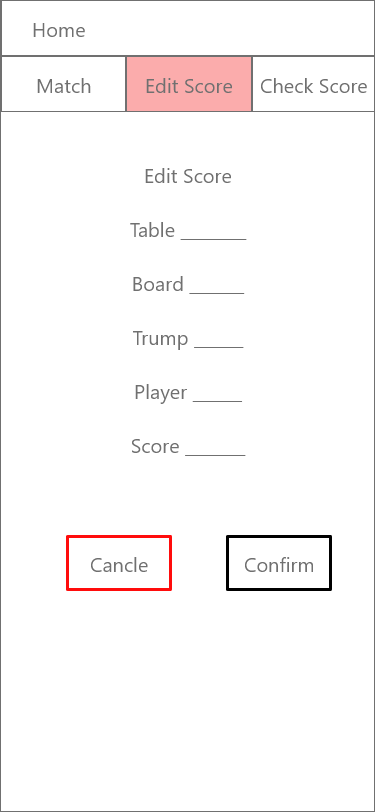 Home
Match Edit Score Check Score
Edit Score
Table _______
Board ______
Trump _____
Player _____
Score ______
Cancle Confirm